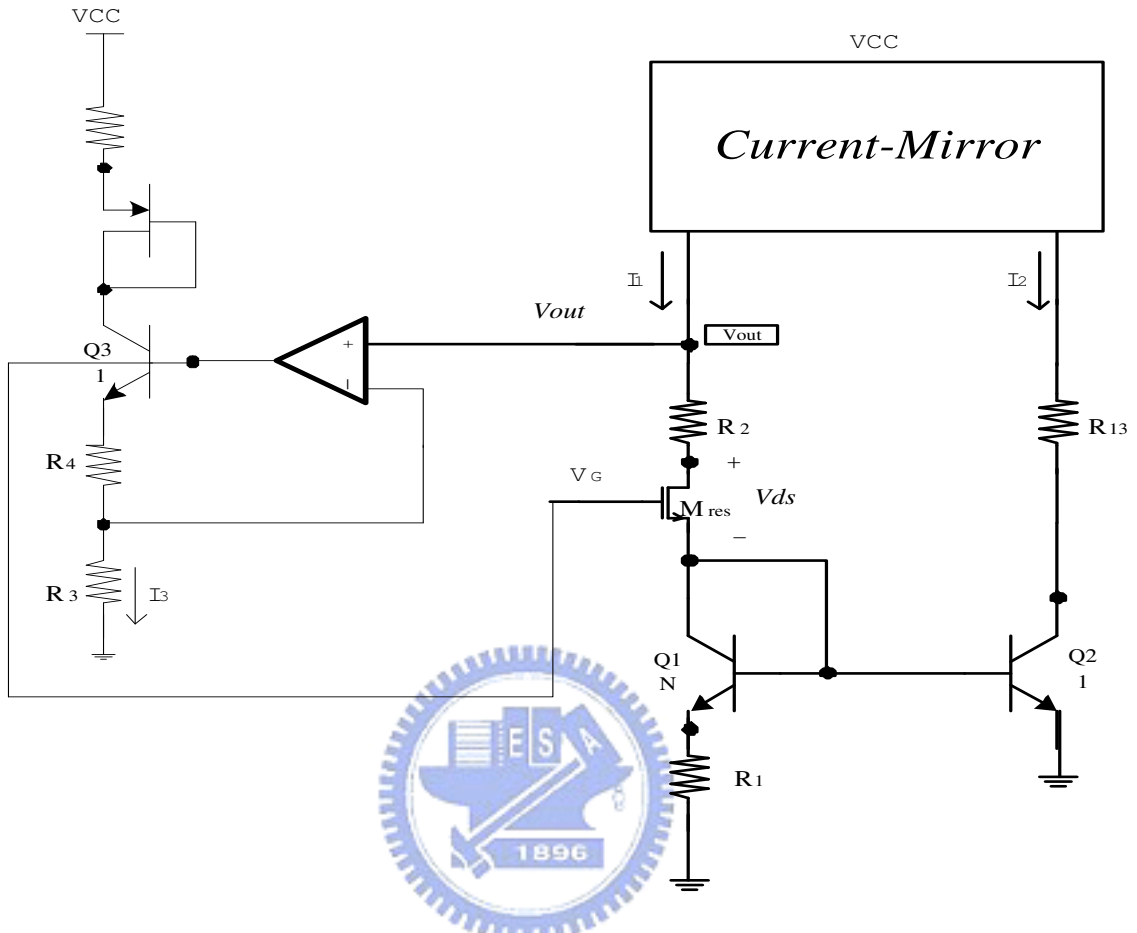 VCC
VCC
Current-Mirror
I1
I2
Vout
Vout
+
−
Q3
1
R2
R13
R4
VG
+
Vds
−
Mres
R3
I3
Q1
N
Q2
1
R1
E S A
1896